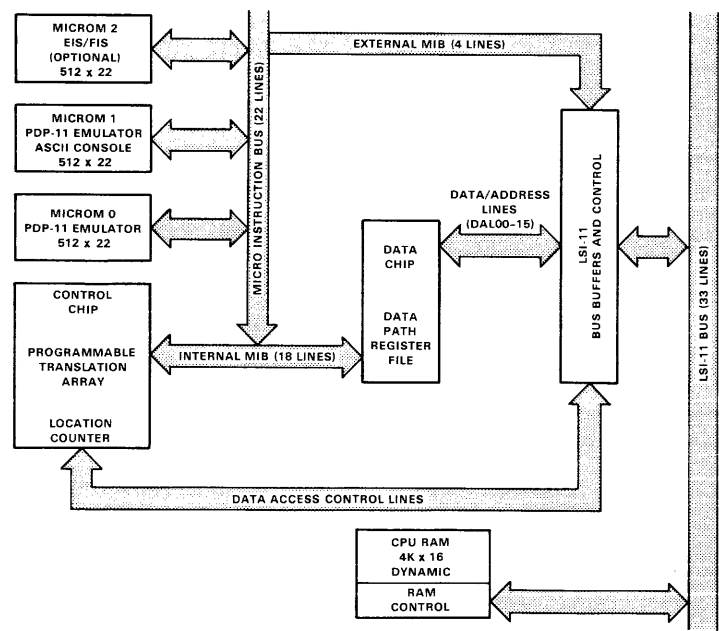 MICROM 2
EIS/FIS
(OPTIONAL)
512 x 22
EXTERNAL MIB (4 LINES)
MICROM 1
PDP-11 EMULATOR
ASCII CONSOLE
512 x 22
MICRO INSTRUCTION BUS (22 LINES)
MICROM 0
PDP-11 EMULATOR
512 x 22
DATA/ADDRESS
LINES
(DAL00-15)
LSI-11
BUS BUFFERS AND CONTROL
LSI-11 BUS (33 LINES)
CONTROL
CHIP
PROGRAMMABLE
TRANSLATION
ARRAY
LOCATION
COUNTER
INTERNAL MIB (18 LINES)
DATA
CHIP
DATA
PATH
REGISTER
FILE
DATA ACCESS CONTROL LINES
CPU RAM
4K x 16
DYNAMIC
RAM
CONTROL